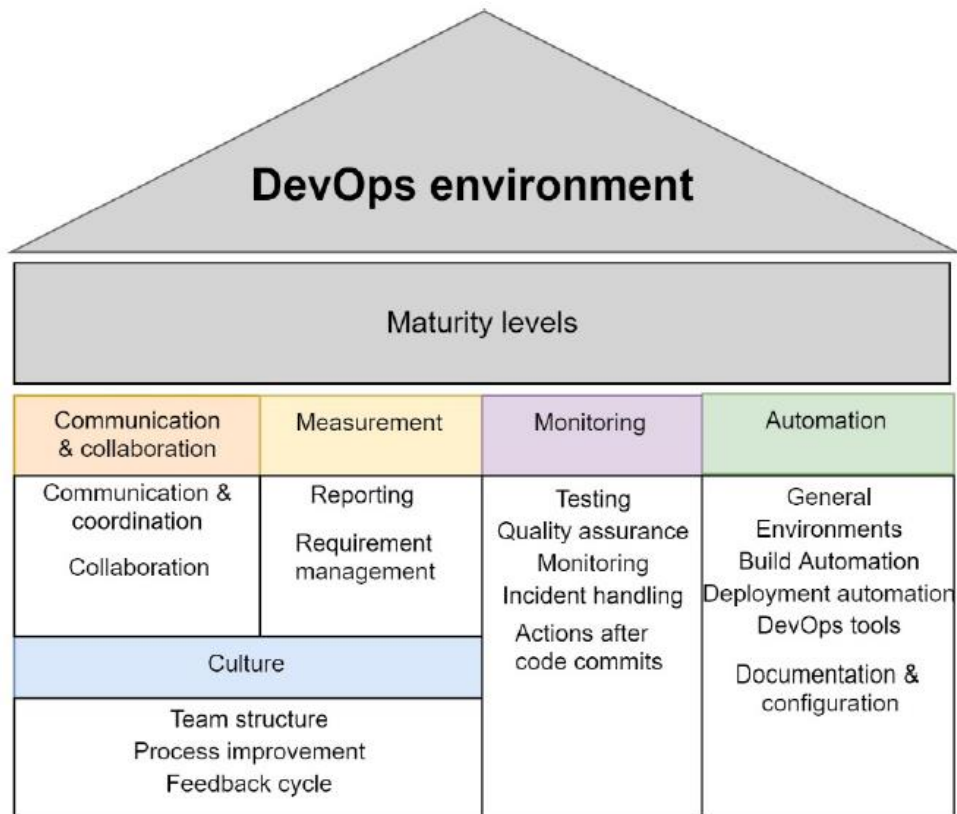 DevOps environment
Maturity levels
Communication
& collaboration
Communication &
coordination
Collaboration
Measurement
Reporting
Requirement
management
Culture
Team structure
Process improvement
Feedback cycle
Monitoring
Testing
Quality assurance
Monitoring
Incident handling
Actions after
code commits
Automation
General
Environments
Build Automation
Deployment automation
DevOps tools
Documentation &
configuration